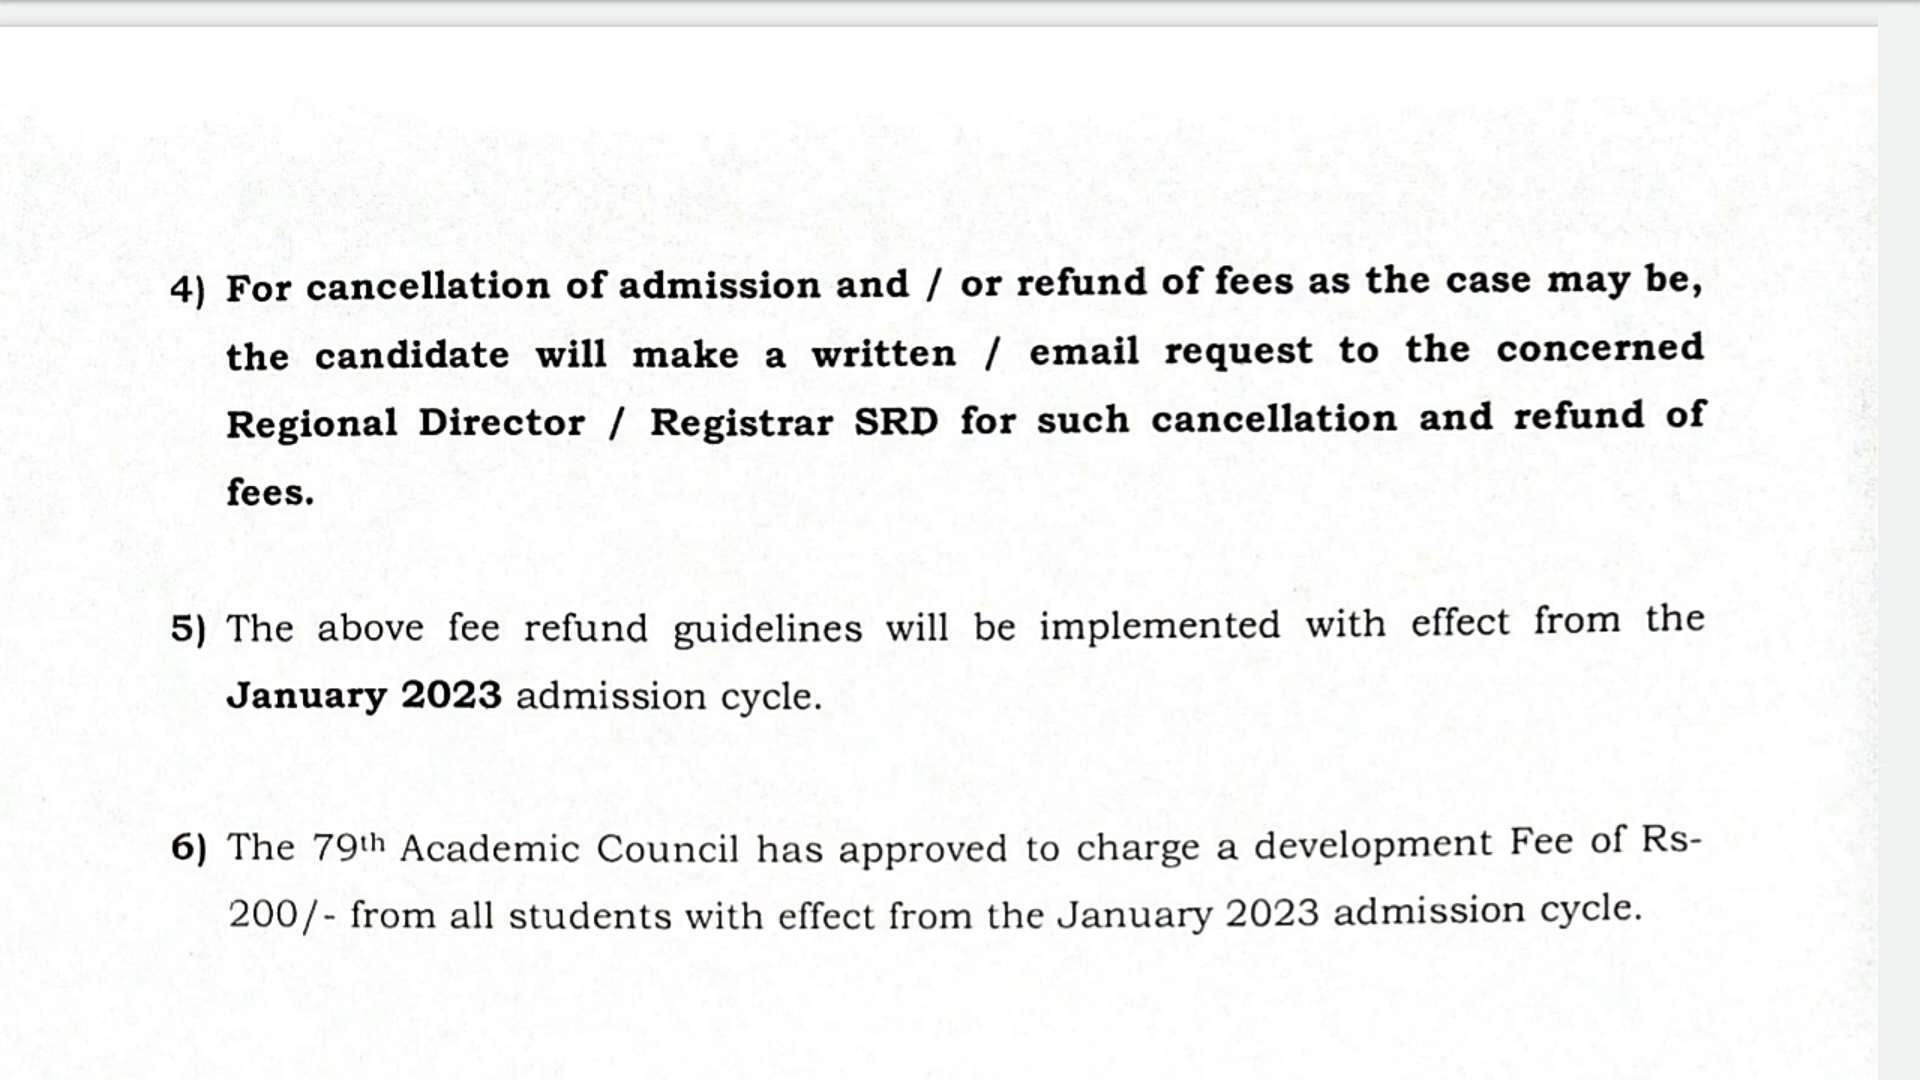 4) For cancellation of admission and / or refund of fees as the case may be,
the candidate will make a written / email request to the concerned
Regional Director / Registrar SRD for such cancellation and refund of
fees.
5) The above fee refund guidelines will be implemented with effect from the
January 2023 admission cycle.
6) The 79th Academic Council has approved to charge a development Fee of Rs-
200/- from all students with effect from the January 2023 admission cycle.